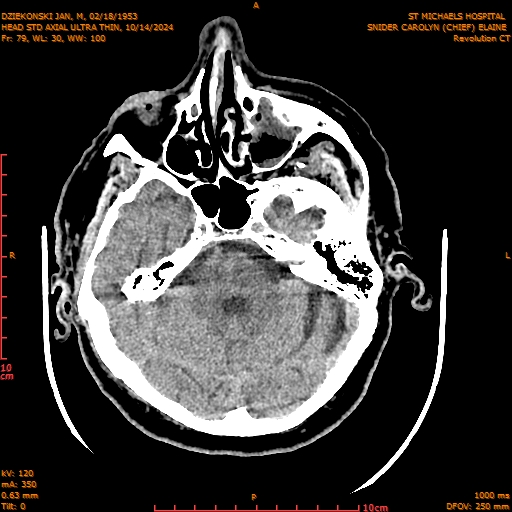 DZIEKONSKI JAN, M, 02/18/1953
HEAD STD AXIAL ULTRA THIN, 10/14/2024
Fr: 79, WL: 30, WW: 100
A
ST MICHAELS HOSPITAL
SNIDER CAROLYN (CHIEF) ELAINE
Revolution CT
R
L
10
cm
kV: 120
mA: 350
0.63 mm
Tilt: 0
P
10cm
1000 ms
DFOV: 250 mm